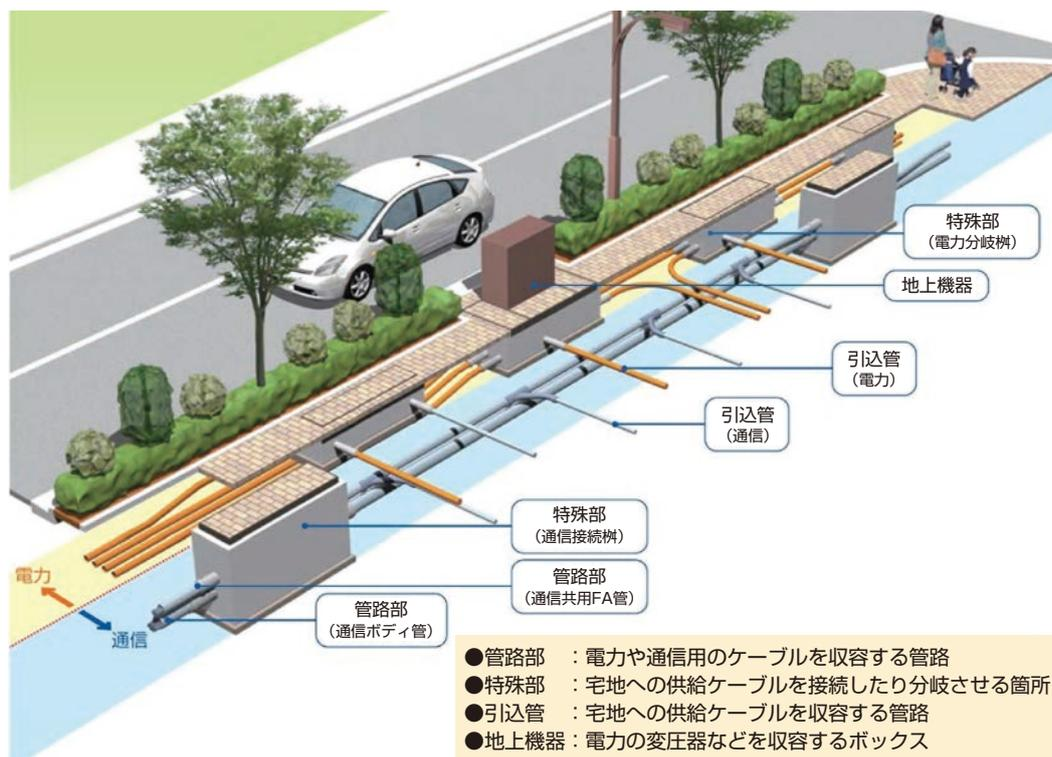 特殊部
(電力分岐桝)
地上機器
引込管
(電力)
引込管
(通信)
特殊部
(通信接続桝)
管路部
(通信共用FA管)
管路部
(通信ボディ管)
電力
通信
●管路部 ：電力や通信用のケーブルを収容する管路
●特殊部 ：宅地への供給ケーブルを接続したり分岐させる箇所
●引込管 ：宅地への供給ケーブルを収容する管路
●地上機器：電力の変圧器などを収容するボックス